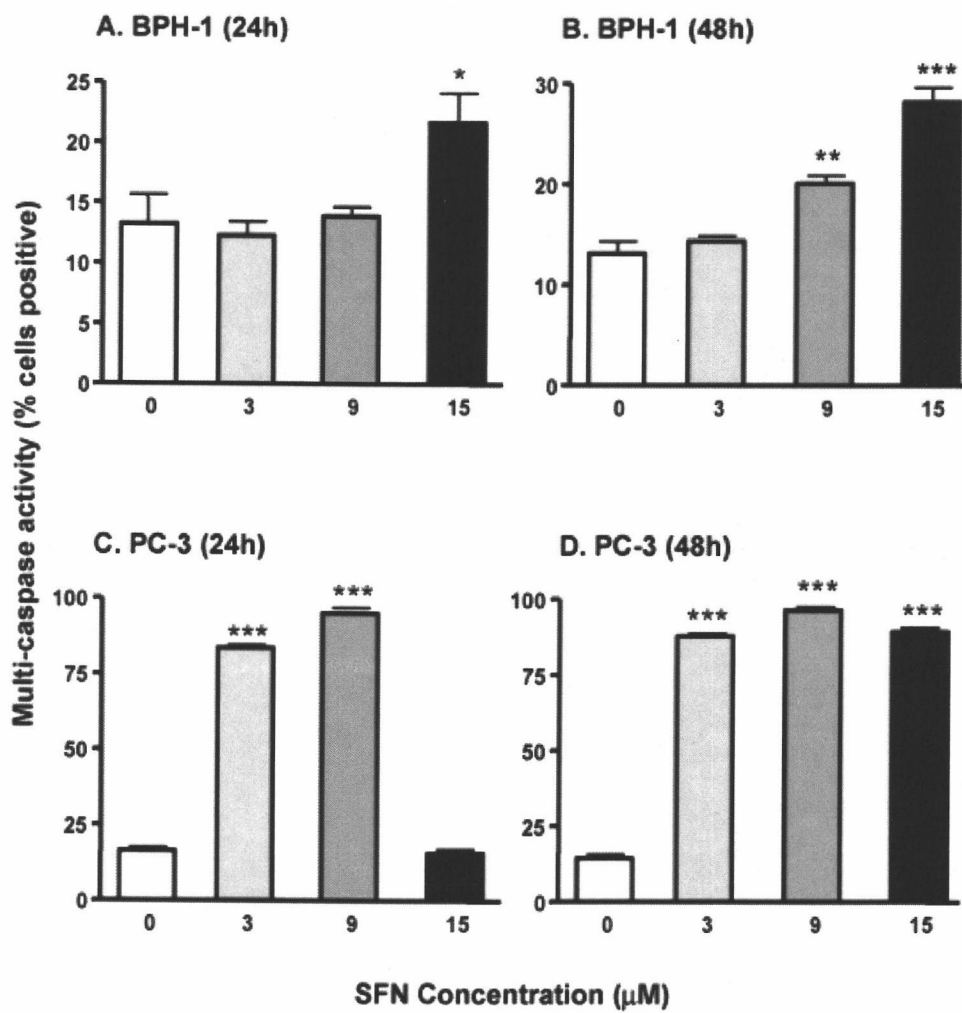 A. BPH-1 (24h)
B. BPH-1 (48h)
Multi-caspase activity (% cells positive)
25
20
15
10
5
0
*
0 3 9 15
30
20
10
0
**
***
0 3 9 15
C. PC-3 (24h)
D. PC-3 (48h)
100
75
50
25
0
***
***
0 3 9 15
100
75
50
25
0
***
***
***
0 3 9 15
SFN Concentration (μM)